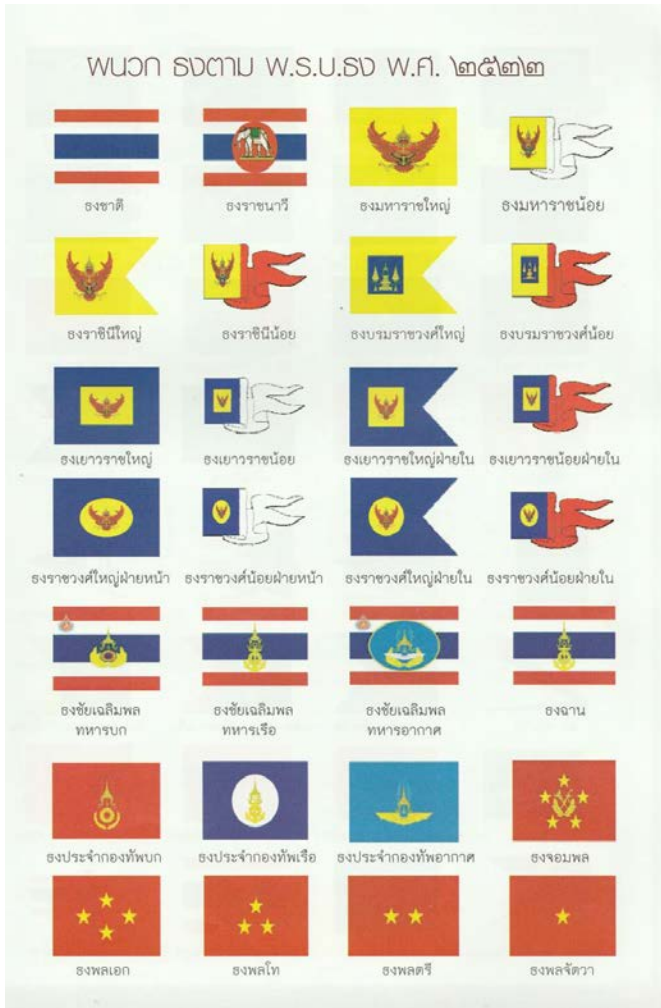 ผนวก ธงตาม พ.ร.บ.ธง พ.ศ. ๒๕๒๒
ธงชาติ ธงราชนาวี ธงมหาราชใหญ่ ธงมหาราชน้อย
ธงราชินีใหญ่ ธงราชินีน้อย ธงบรมราชวงศ์ใหญ่ ธงบรมราชวงศ์น้อย
ธงเยาวราชใหญ่ ธงเยาวราชน้อย ธงเยาวราชใหญ่ฝ่ายใน ธงเยาวราชน้อยฝ่ายใน
ธงราชวงศ์ใหญ่ฝ่ายหน้า ธงราชวงศ์น้อยฝ่ายหน้า ธงราชวงศ์ใหญ่ฝ่ายใน ธงราชวงศ์น้อยฝ่ายใน
ธงชัยเฉลิมพล ธงชัยเฉลิมพล ธงชัยเฉลิมพล ธงฉาน
ทหารบก ทหารเรือ ทหารอากาศ
ธงประจำกองทัพบก ธงประจำกองทัพเรือ ธงประจำกองทัพอากาศ ธงจอมพล
ธงพลเอก ธงพลโท ธงพลตรี ธงพลจัตวา